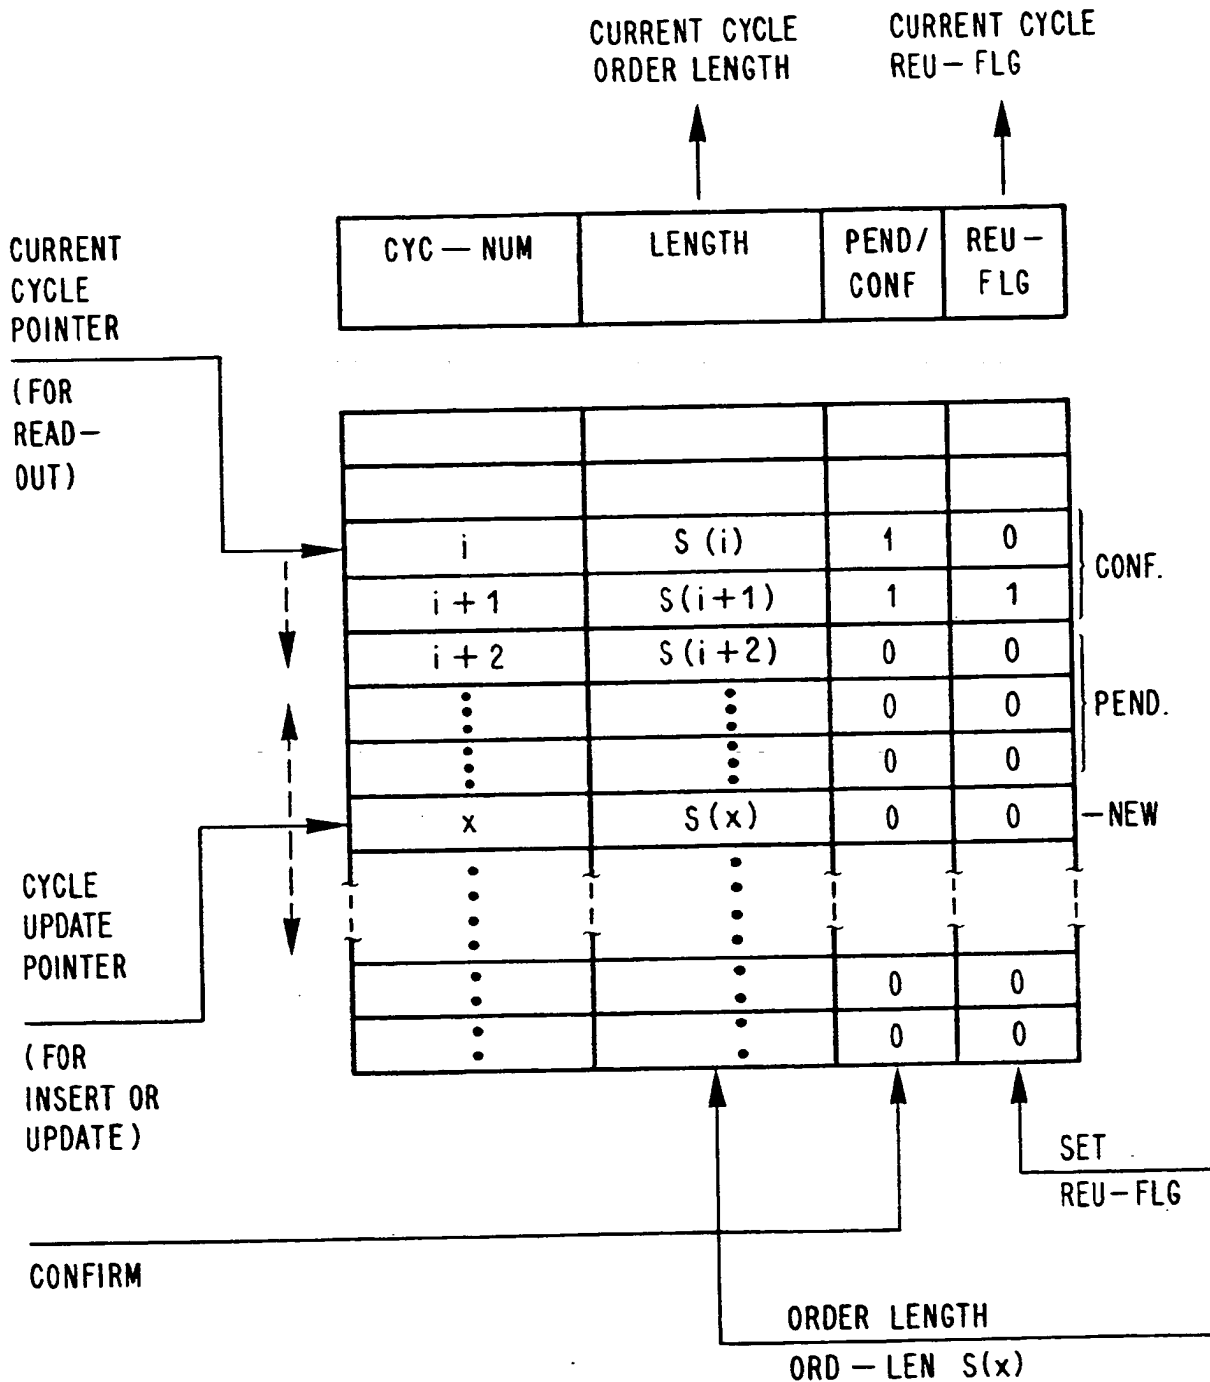 CURRENT CYCLE
ORDER LENGTH
CURRENT CYCLE
REU-FLG
CURRENT
CYCLE
POINTER
(FOR
READ-
OUT)
CYC-NUM
LENGTH
PEND/
CONF
REU-
FLG
i S(i) 1 0
i+1 S(i+1) 1 1
CONF.
i+2 S(i+2) 0 0
0 0
PEND.
0 0
x S(x) 0 0
-NEW
CYCLE
UPDATE
POINTER
(FOR
INSERT OR
UPDATE)
0 0
0 0
SET
REU-FLG
CONFIRM
ORDER LENGTH
ORD-LEN S(x)